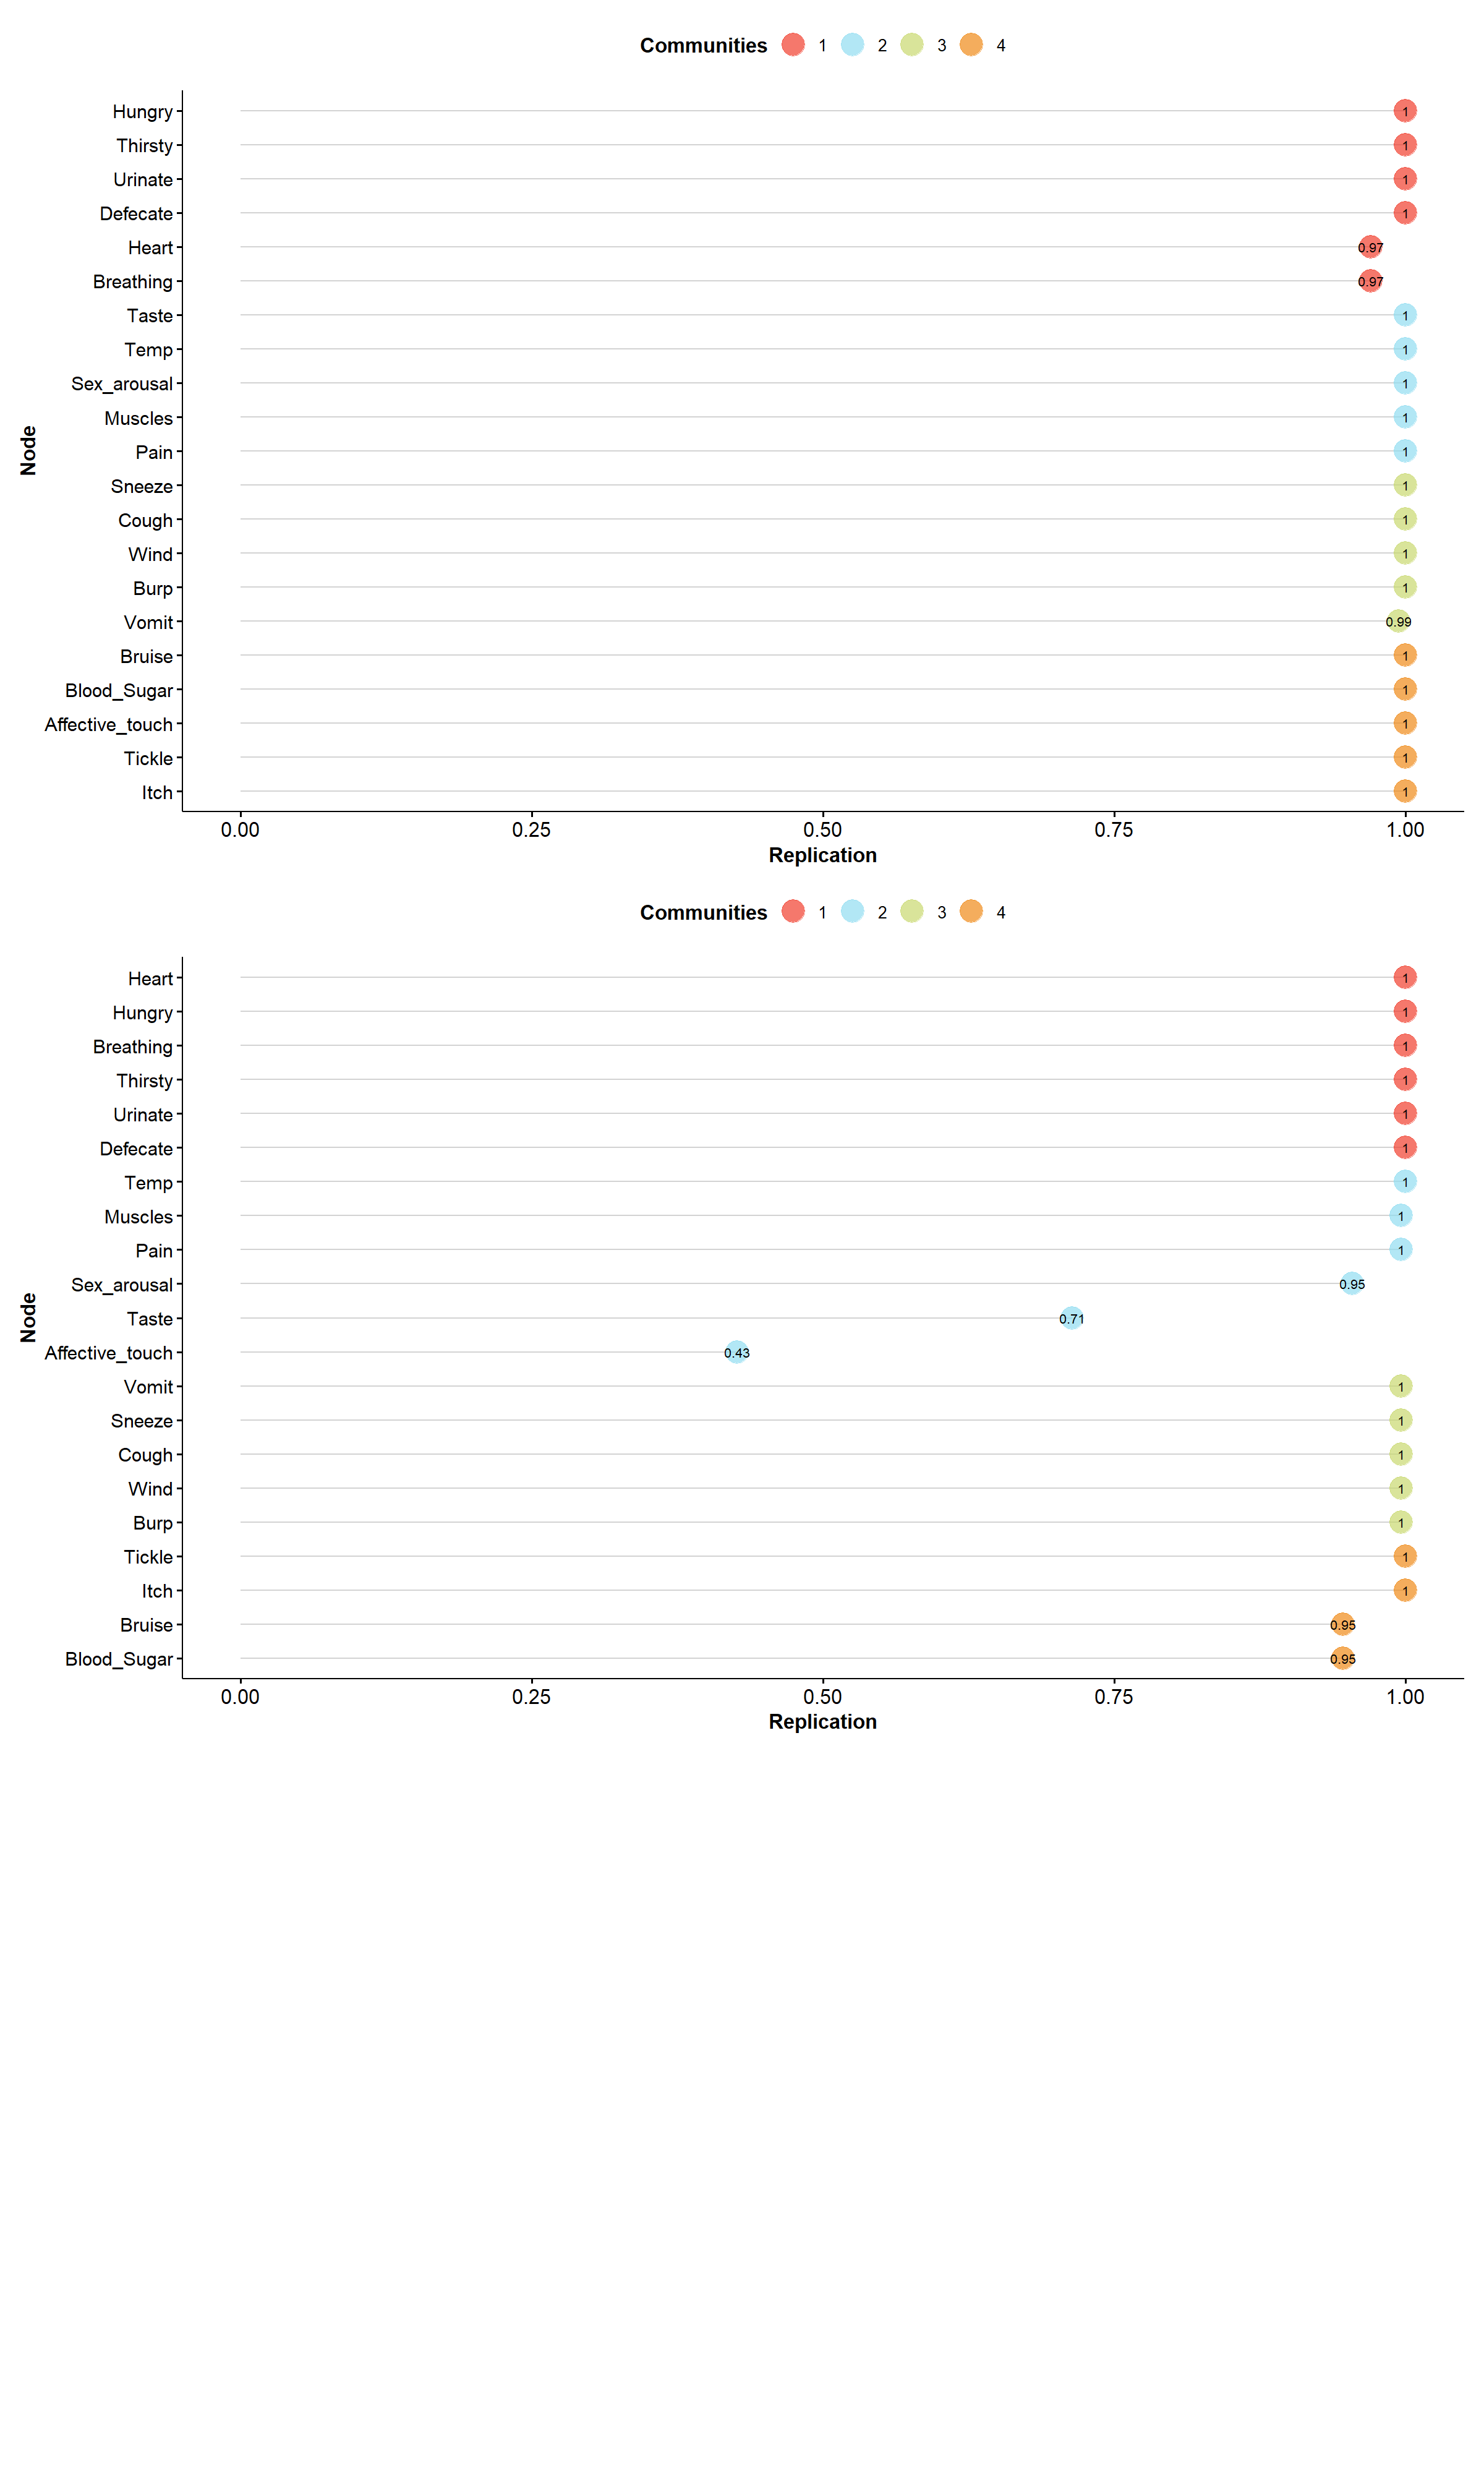 Communities 1 2 3 4
Hungry 1
Thirsty 1
Urinate 1
Defecate 1
Heart 0.97
Breathing 0.97
Taste 1
Temp 1
Sex_arousal 1
Muscles 1
Pain 1
Node
Sneeze 1
Cough 1
Wind 1
Burp 1
Vomit 0.99
Bruise 1
Blood_Sugar 1
Affective_touch 1
Tickle 1
Itch 1
0.00 0.25 0.50 0.75 1.00
Replication
Communities 1 2 3 4
Heart 1
Hungry 1
Breathing 1
Thirsty 1
Urinate 1
Defecate 1
Temp 1
Muscles 1
Pain 1
Sex_arousal 0.95
Node
Taste 0.71
Affective_touch 0.43
Vomit 1
Sneeze 1
Cough 1
Wind 1
Burp 1
Tickle 1
Itch 1
Bruise 0.95
Blood_Sugar 0.95
0.00 0.25 0.50 0.75 1.00
Replication